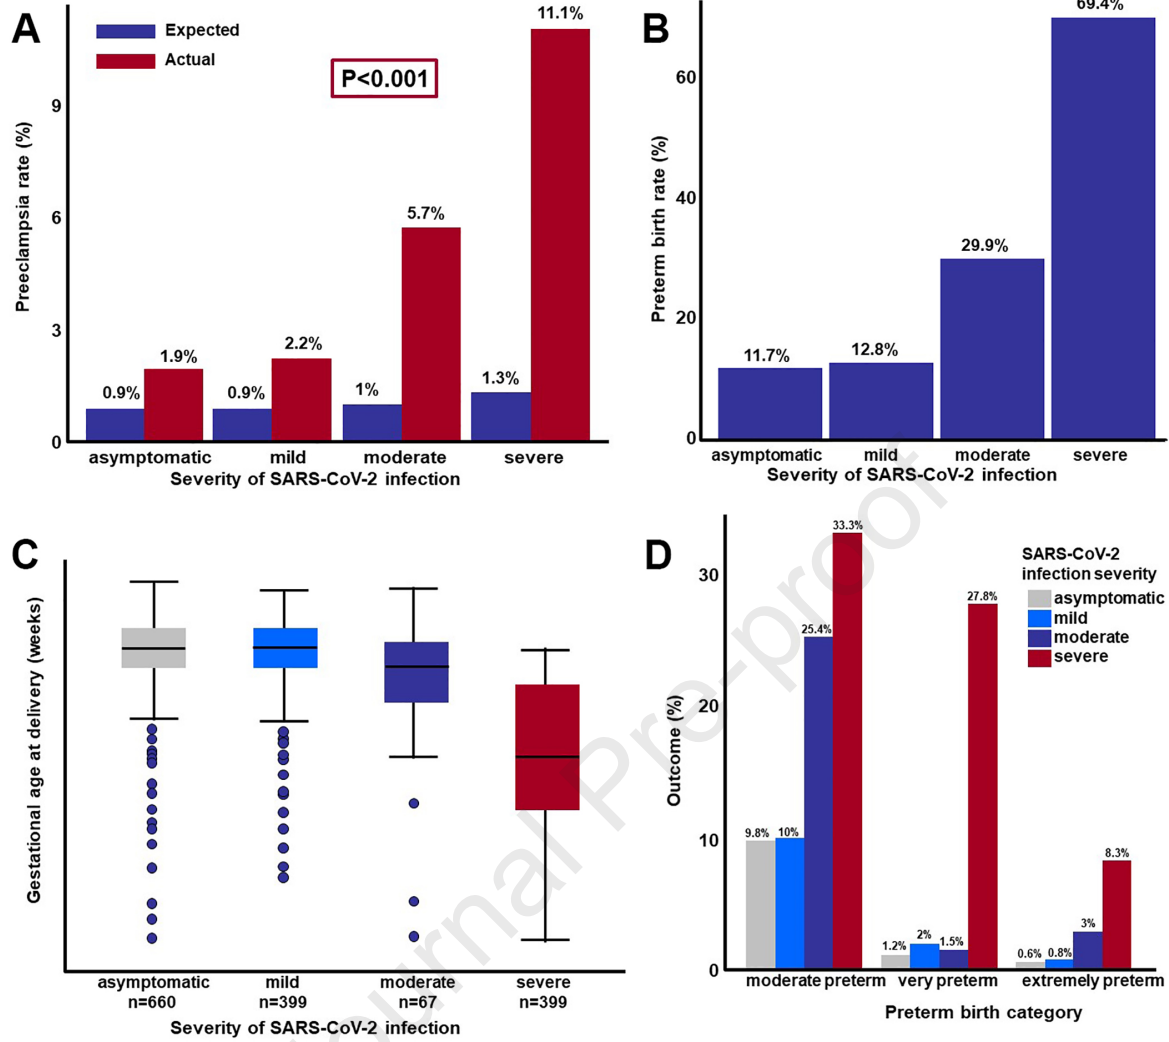 A
Expected
Actual
P<0.001
Preeclampsia rate (%)
9
6
3
0
0.9%
1.9%
0.9%
2.2%
1%
5.7%
1.3%
11.1%
asymptomatic mild moderate severe
Severity of SARS-CoV-2 infection
B
Preterm birth rate (%)
60
40
20
0
11.7%
12.8%
29.9%
69.4%
asymptomatic mild moderate severe
Severity of SARS-CoV-2 infection
C
Gestational age at delivery (weeks)
asymptomatic mild moderate severe
n=660 n=399 n=67 n=399
Severity of SARS-CoV-2 infection
D
SARS-CoV-2
infection severity
asymptomatic
mild
moderate
severe
Outcome (%)
30
20
10
0
9.8%
10%
25.4%
33.3%
1.2%
2%
1.5%
27.8%
0.6%
0.8%
3%
8.3%
moderate preterm very preterm extremely preterm
Preterm birth category
Journal Pre-proof